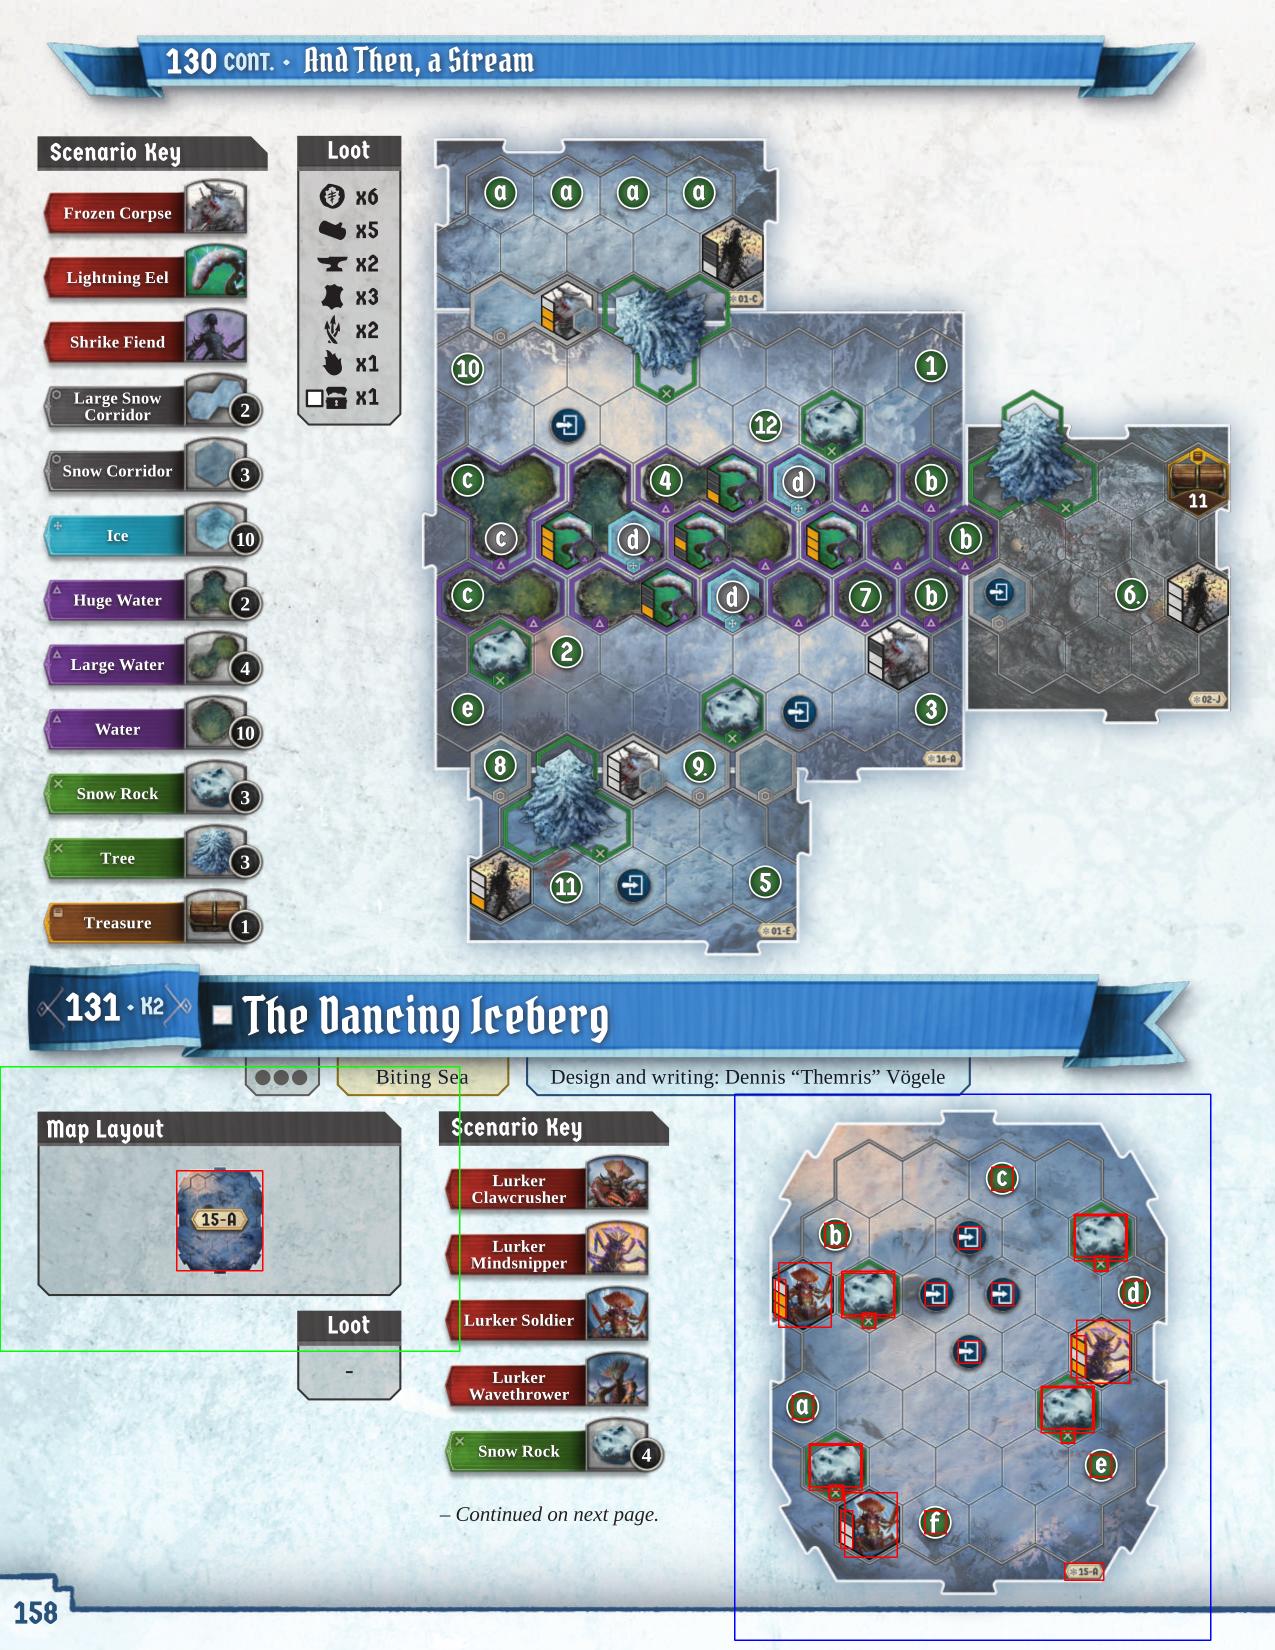 130 CONT. • And Then, a Stream
Scenario Key
Frozen Corpse
Lightning Eel
Shrike Fiend
Large Snow
Corridor
2
Snow Corridor
3
Ice
10
Huge Water
2
Large Water
4
Water
10
Snow Rock
3
Tree
3
Treasure
1
Loot
x6
x5
x2
x3
x2
x1
x1
a a a a
01-C
10 1
12
c 4 d b
11
c d b
6.
c d 7 b
2
02-J
e 3
16-A
8 9.
11 5
01-E
131 • K2
The Dancing Iceberg
Biting Sea
Design and writing: Dennis “Themris” Vögele
Map Layout
15-A
Loot
-
Scenario Key
Lurker
Clawcrusher
Lurker
Mindsnipper
Lurker Soldier
Lurker
Wavethrower
Snow Rock
4
– Continued on next page.
c
b
d
a
e
f
15-A
158